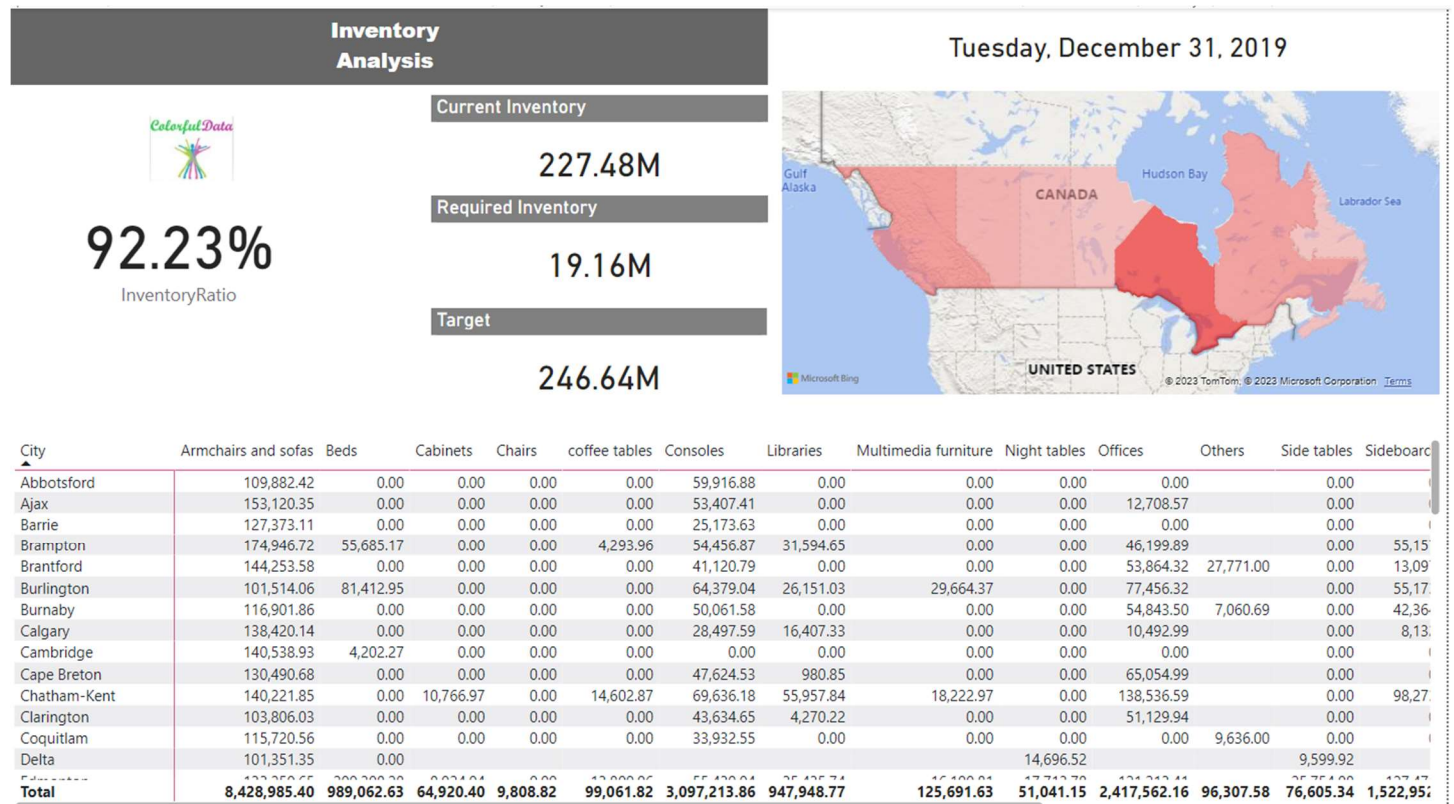 Inventory
Analysis
Tuesday, December 31, 2019
ColorfulData
92.23%
InventoryRatio
Current Inventory
227.48M
Required Inventory
19.16M
Target
246.64M
Gulf
Alaska
CANADA
Hudson Bay
Labrador Sea
UNITED STATES
Microsoft Bing
© 2023 TomTom, © 2023 Microsoft Corporation Terms
City Armchairs and sofas Beds Cabinets Chairs coffee tables Consoles Libraries Multimedia furniture Night tables Offices Others Side tables Sideboard
Abbotsford 109,882.42 0.00 0.00 0.00 0.00 59,916.88 0.00 0.00 0.00 0.00 0.00
Ajax 153,120.35 0.00 0.00 0.00 0.00 53,407.41 0.00 0.00 0.00 12,708.57 0.00
Barrie 127,373.11 0.00 0.00 0.00 0.00 25,173.63 0.00 0.00 0.00 0.00 0.00
Brampton 174,946.72 55,685.17 0.00 0.00 4,293.96 54,456.87 31,594.65 0.00 0.00 46,199.89 0.00 55,15
Brantford 144,253.58 0.00 0.00 0.00 0.00 41,120.79 0.00 0.00 0.00 53,864.32 27,771.00 0.00 13,09
Burlington 101,514.06 81,412.95 0.00 0.00 0.00 64,379.04 26,151.03 29,664.37 0.00 77,456.32 0.00 55,17
Burnaby 116,901.86 0.00 0.00 0.00 0.00 50,061.58 0.00 0.00 0.00 54,843.50 7,060.69 0.00 42,36
Calgary 138,420.14 0.00 0.00 0.00 0.00 28,497.59 16,407.33 0.00 0.00 10,492.99 0.00 8,13
Cambridge 140,538.93 4,202.27 0.00 0.00 0.00 0.00 0.00 0.00 0.00 0.00 0.00
Cape Breton 130,490.68 0.00 0.00 0.00 0.00 47,624.53 980.85 0.00 0.00 65,054.99 0.00
Chatham-Kent 140,221.85 0.00 10,766.97 0.00 14,602.87 69,636.18 55,957.84 18,222.97 0.00 138,536.59 0.00 98,27
Clarington 103,806.03 0.00 0.00 0.00 0.00 43,634.65 4,270.22 0.00 0.00 51,129.94 0.00
Coquitlam 115,720.56 0.00 0.00 0.00 0.00 33,932.55 0.00 0.00 0.00 0.00 9,636.00 0.00
Delta 101,351.35 0.00 14,696.52 9,599.92
Total 8,428,985.40 989,062.63 64,920.40 9,808.82 99,061.82 3,097,213.86 947,948.77 125,691.63 51,041.15 2,417,562.16 96,307.58 76,605.34 1,522,952